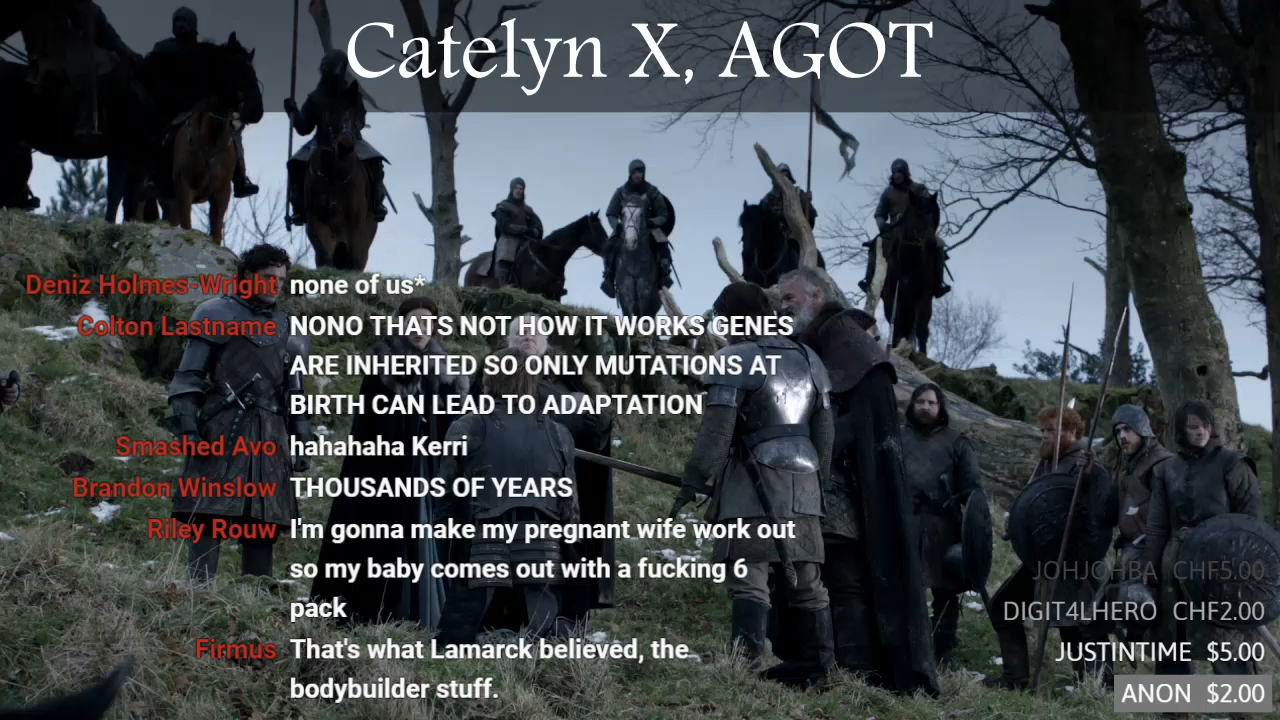 Catelyn X, AGOT
Deniz Holmes-Wright none of us*
Colton Lastname NONO THATS NOT HOW IT WORKS GENES
ARE INHERITED SO ONLY MUTATIONS AT
BIRTH CAN LEAD TO ADAPTATION
Smashed Avo hahahaha Kerri
Brandon Winslow THOUSANDS OF YEARS
Riley Rouw I'm gonna make my pregnant wife work out
so my baby comes out with a fucking 6
pack
Firmus That's what Lamarck believed, the
bodybuilder stuff.
JOHJOHBA CHF5.00
DIGIT4LHERO CHF2.00
JUSTINTIME $5.00
ANON $2.00